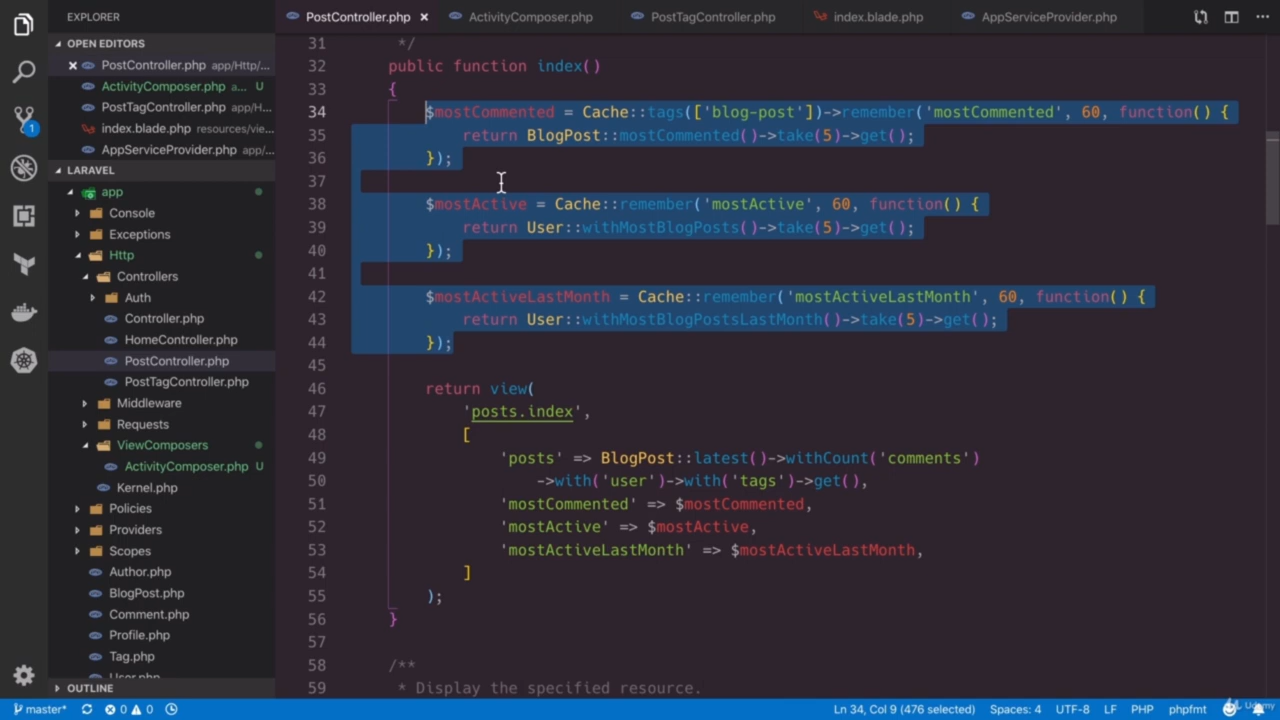 EXPLORER
PostController.php ×
ActivityComposer.php
PostTagController.php
index.blade.php
AppServiceProvider.php
OPEN EDITORS
× PostController.php app/Http/...
ActivityComposer.php a... U
PostTagController.php app/H...
index.blade.php resources/vie...
AppServiceProvider.php app/...
LARAVEL
app
Console
Exceptions
Http
Controllers
Auth
Controller.php
HomeController.php
PostController.php
PostTagController.php
Middleware
Requests
ViewComposers
ActivityComposer.php U
Kernel.php
Policies
Providers
Scopes
Author.php
BlogPost.php
Comment.php
Profile.php
Tag.php
User.php
OUTLINE
1
31 */
32 public function index()
33 {
34 $mostCommented = Cache::tags(['blog-post'])->remember('mostCommented', 60, function() {
35 return BlogPost::mostCommented()->take(5)->get();
36 });
37
38 $mostActive = Cache::remember('mostActive', 60, function() {
39 return User::withMostBlogPosts()->take(5)->get();
40 });
41
42 $mostActiveLastMonth = Cache::remember('mostActiveLastMonth', 60, function() {
43 return User::withMostBlogPostsLastMonth()->take(5)->get();
44 });
45
46 return view(
47 'posts.index',
48 [
49 'posts' => BlogPost::latest()->withCount('comments')
50 ->with('user')->with('tags')->get(),
51 'mostCommented' => $mostCommented,
52 'mostActive' => $mostActive,
53 'mostActiveLastMonth' => $mostActiveLastMonth,
54 ]
55 );
56 }
57
58 /**
59 * Display the specified resource.
master* 0 0 Ln 34, Col 9 (476 selected) Spaces: 4 UTF-8 LF PHP phpfmt
Udemy